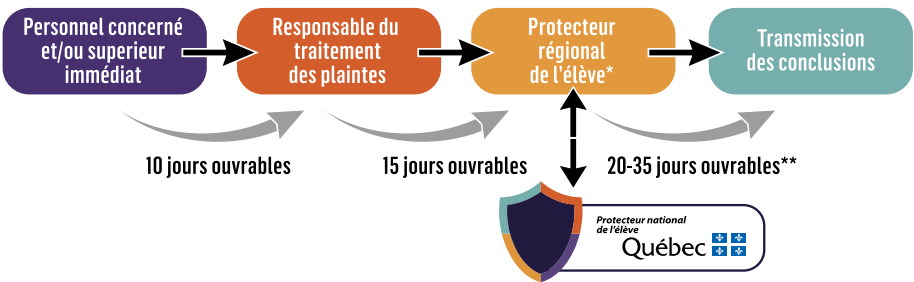 Personnel concerné
et/ou superieur
immédiat
Responsable du
traitement
des plaintes
Protecteur
régional
de l'élève*
Transmission
des conclusions
10 jours ouvrables
15 jours ouvrables
20-35 jours ouvrables**
Protecteur national
de l'élève
Québec